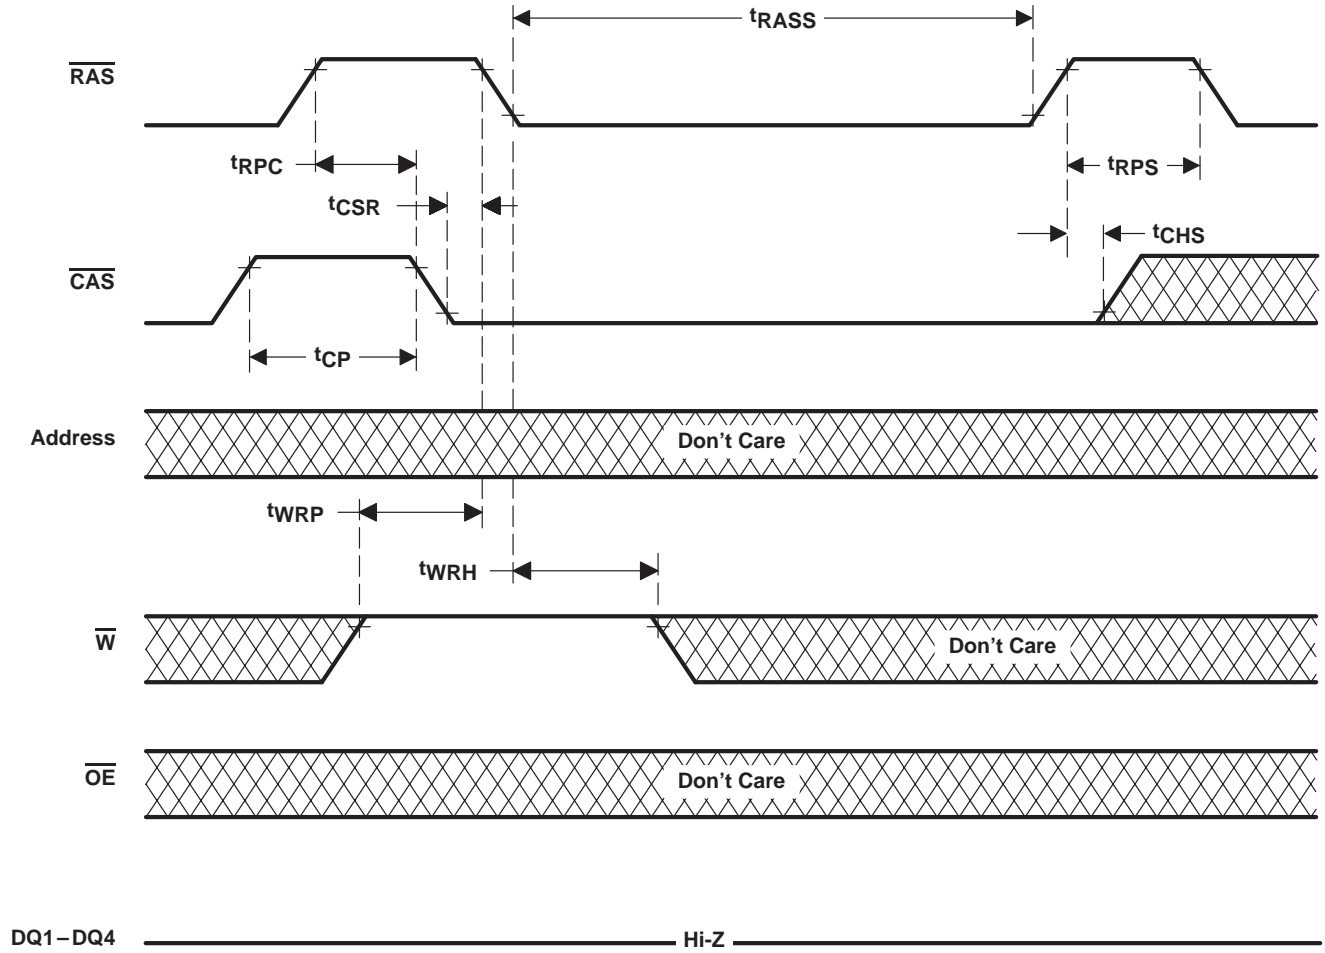 tRASS
RAS
tRPC
tRPS
tCSR
tCHS
CAS
tCP
Address
Don't Care
tWRP
tWRH
W
Don't Care
OE
Don't Care
DQ1–DQ4
Hi-Z